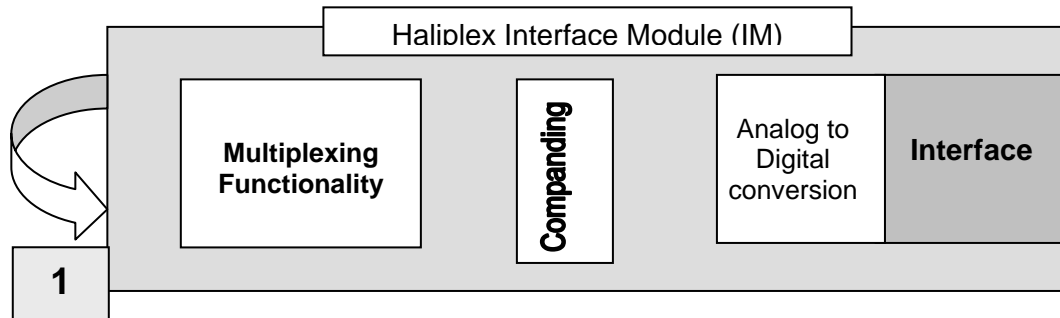 Haliplex Interface Module (IM)
Multiplexing
Functionality
Companding
Analog to
Digital
conversion
Interface
1